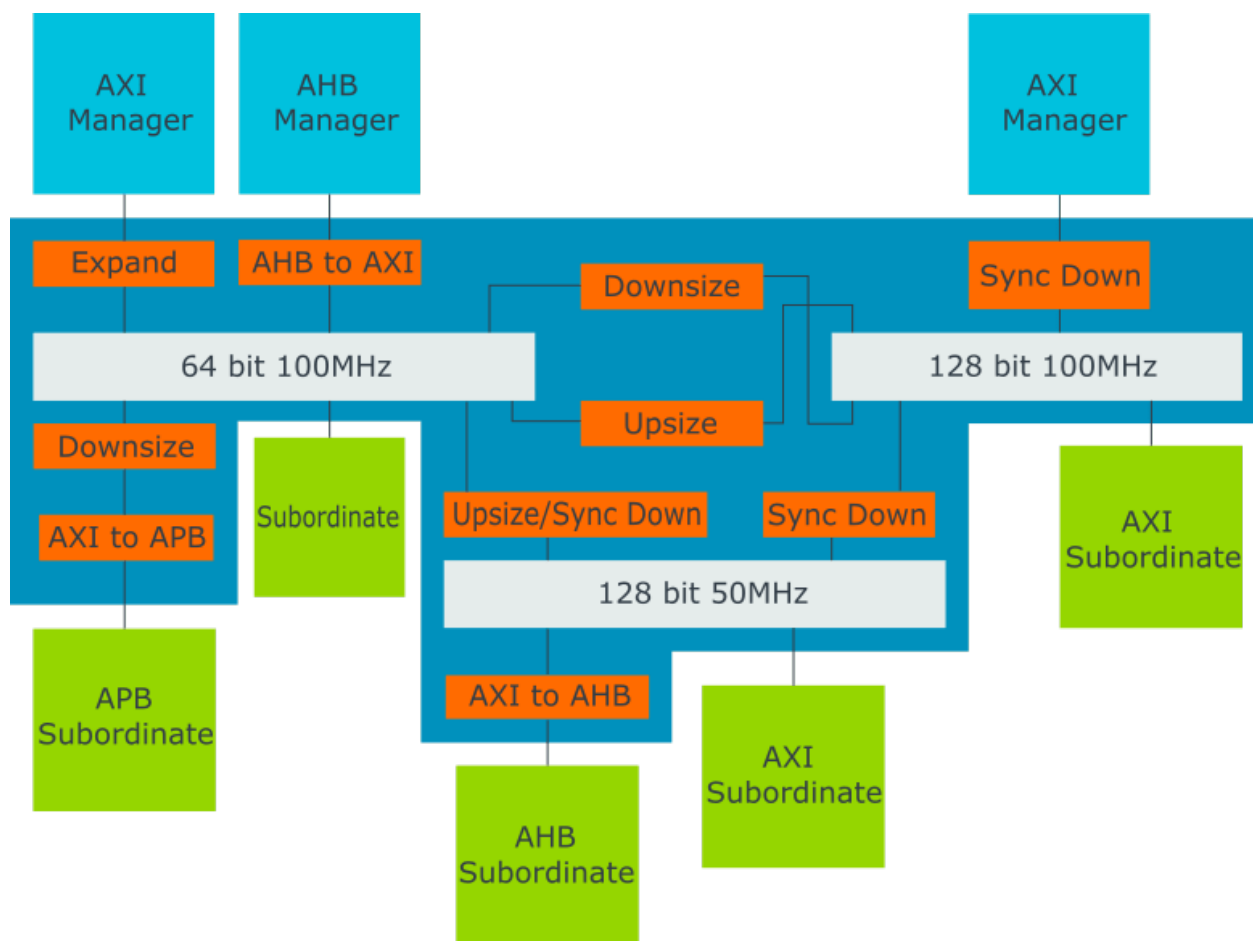 AXI
Manager
AHB
Manager
AXI
Manager
Expand
AHB to AXI
Downsize
Sync Down
64 bit 100MHz
128 bit 100MHz
Downsize
Upsize
AXI to APB
Subordinate
Upsize/Sync Down
Sync Down
AXI
Subordinate
128 bit 50MHz
APB
Subordinate
AXI to AHB
AXI
Subordinate
AHB
Subordinate